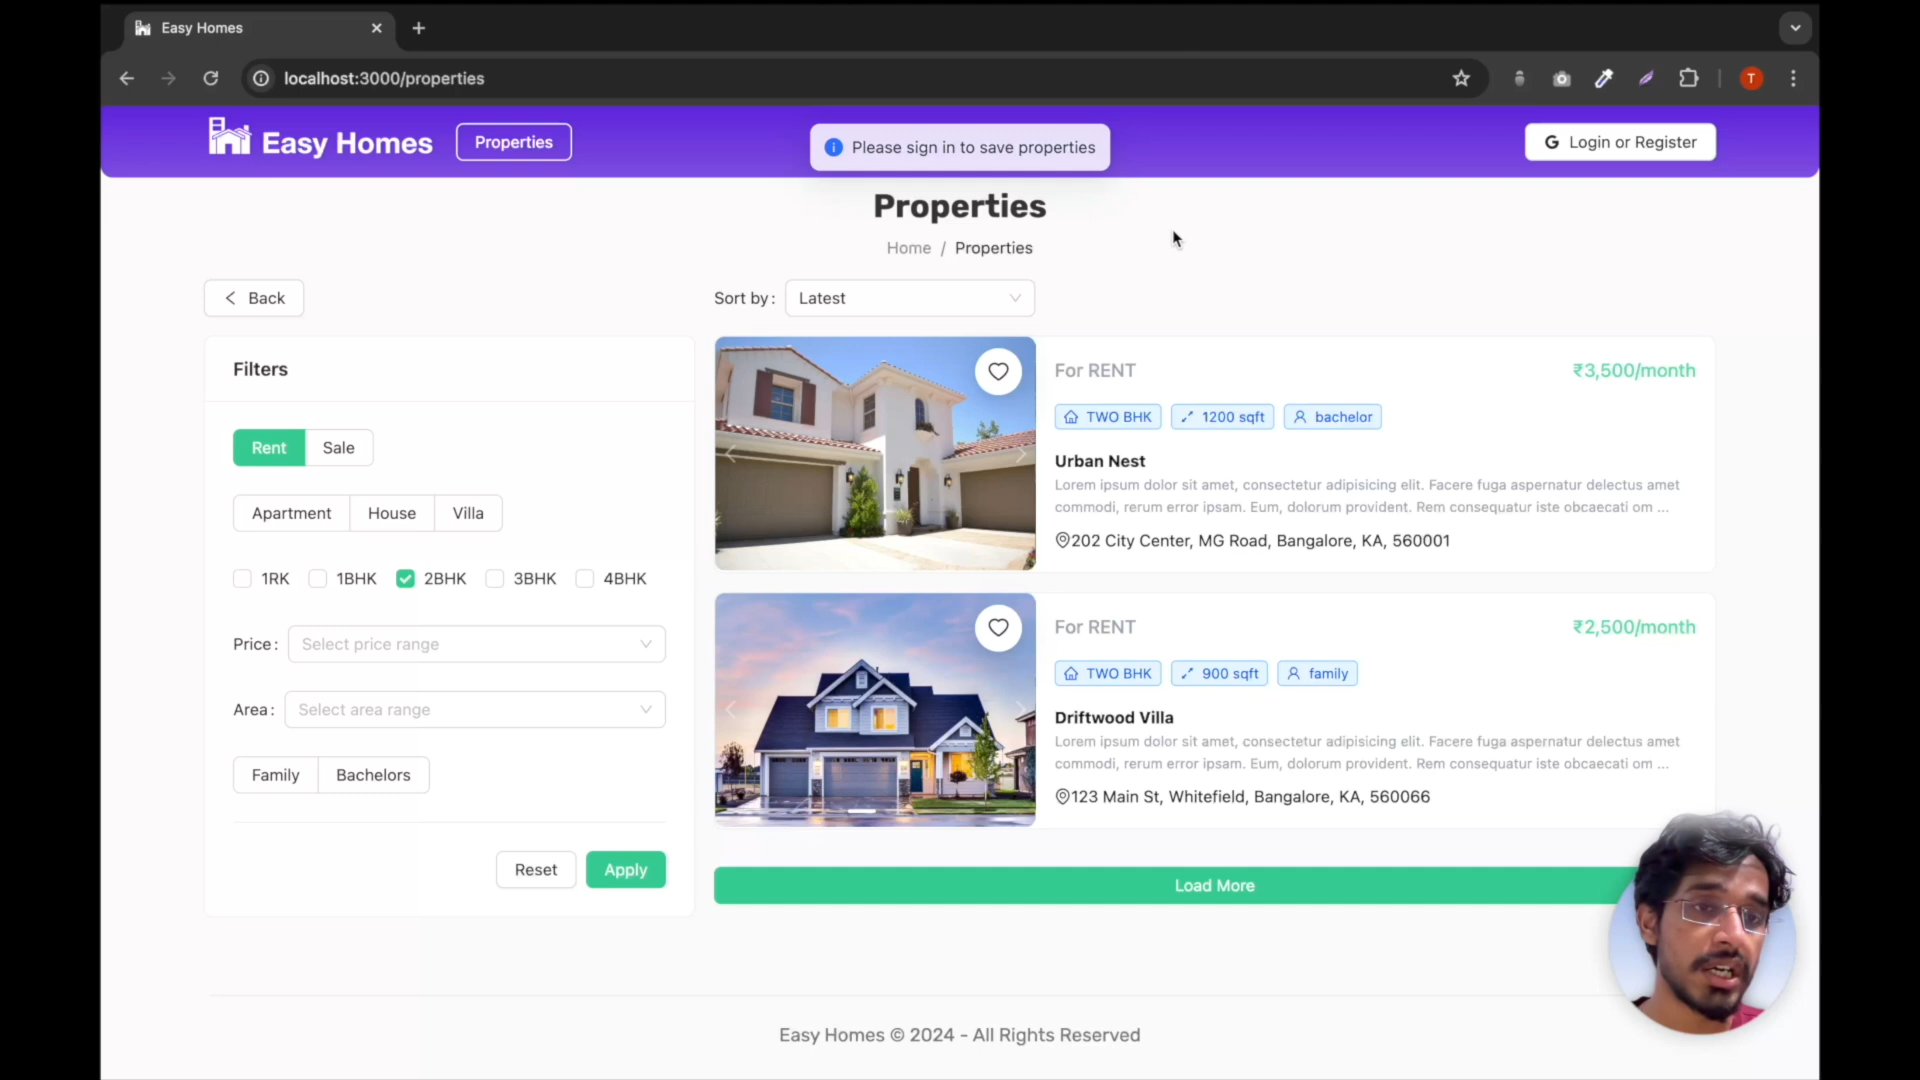 Easy Homes
localhost:3000/properties
T
Easy Homes
Properties
Please sign in to save properties
G Login or Register
Properties
Home / Properties
Back
Sort by: Latest
Filters
Rent Sale
Apartment House Villa
1RK 1BHK 2BHK 3BHK 4BHK
Price: Select price range
Area: Select area range
Family Bachelors
Reset Apply
For RENT ₹3,500/month
TWO BHK 1200 sqft bachelor
Urban Nest
Lorem ipsum dolor sit amet, consectetur adipisicing elit. Facere fuga aspernatur delectus amet
commodi, rerum error ipsam. Eum, dolorum provident. Rem consequatur iste obcaecati om ...
202 City Center, MG Road, Bangalore, KA, 560001
For RENT ₹2,500/month
TWO BHK 900 sqft family
Driftwood Villa
Lorem ipsum dolor sit amet, consectetur adipisicing elit. Facere fuga aspernatur delectus amet
commodi, rerum error ipsam. Eum, dolorum provident. Rem consequatur iste obcaecati om ...
123 Main St, Whitefield, Bangalore, KA, 560066
Load More
Easy Homes © 2024 - All Rights Reserved